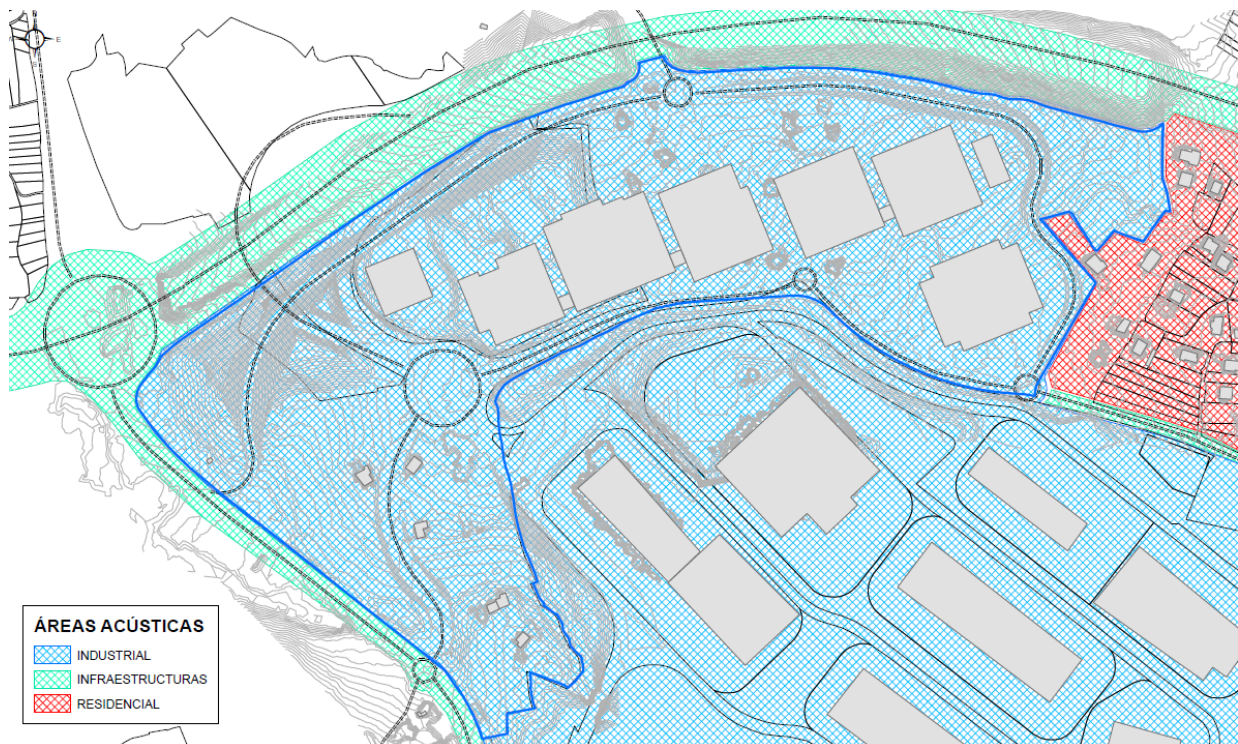 E
ÁREAS ACÚSTICAS
INDUSTRIAL
INFRAESTRUCTURAS
RESIDENCIAL